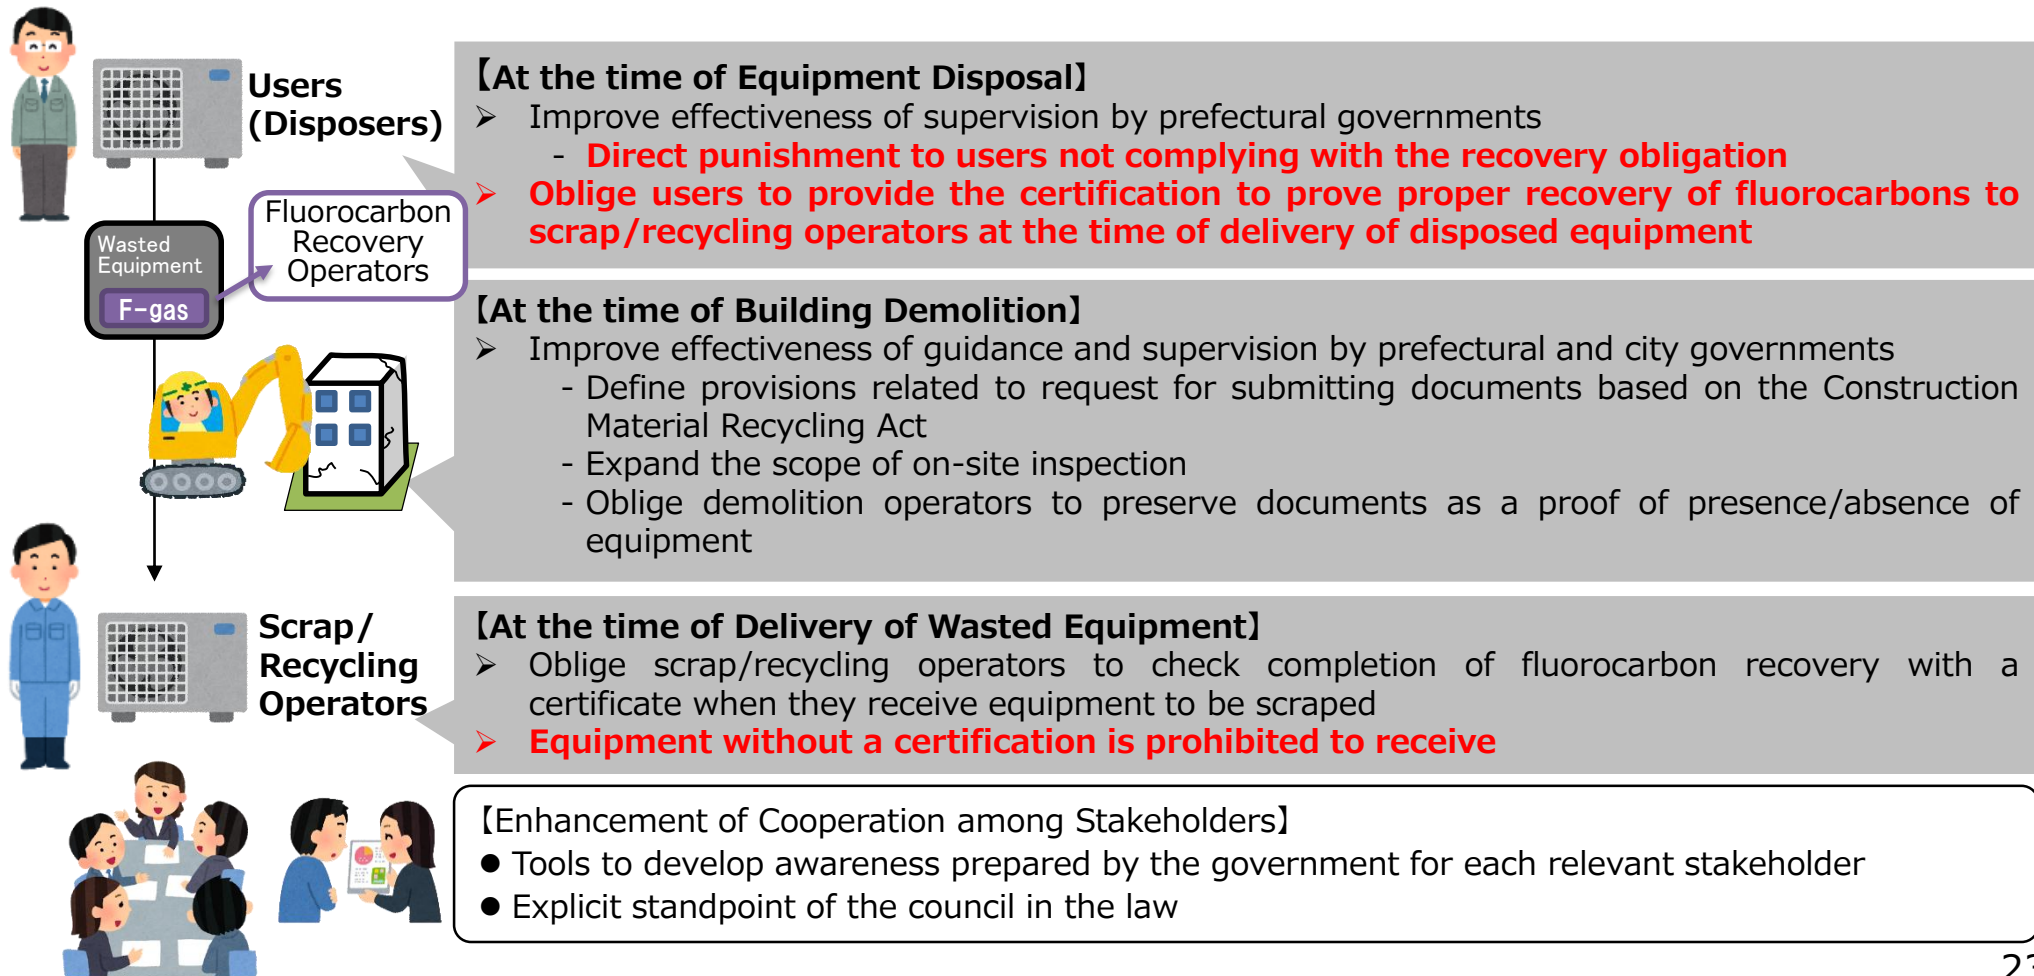 Users
(Disposers)
【At the time of Equipment Disposal】
➢ Improve effectiveness of supervision by prefectural governments
- Direct punishment to users not complying with the recovery obligation
➢ Oblige users to provide the certification to prove proper recovery of fluorocarbons to
scrap/recycling operators at the time of delivery of disposed equipment
Fluorocarbon
Recovery
Operators
Wasted
Equipment
F-gas
【At the time of Building Demolition】
➢ Improve effectiveness of guidance and supervision by prefectural and city governments
- Define provisions related to request for submitting documents based on the Construction
Material Recycling Act
- Expand the scope of on-site inspection
- Oblige demolition operators to preserve documents as a proof of presence/absence of
equipment
Scrap/
Recycling
Operators
【At the time of Delivery of Wasted Equipment】
➢ Oblige scrap/recycling operators to check completion of fluorocarbon recovery with a
certificate when they receive equipment to be scraped
➢ Equipment without a certification is prohibited to receive
【Enhancement of Cooperation among Stakeholders】
● Tools to develop awareness prepared by the government for each relevant stakeholder
● Explicit standpoint of the council in the law